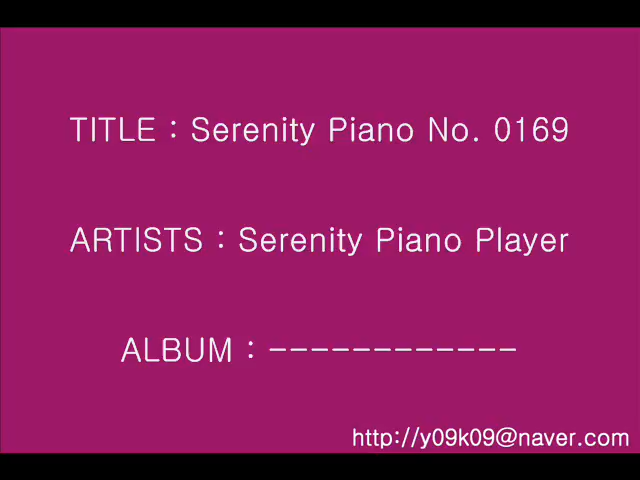 TITLE : Serenity Piano No. 0169
ARTISTS : Serenity Piano Player
ALBUM : ------------
http://y09k09@naver.com